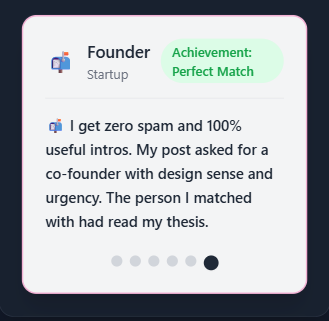 Founder
Startup
Achievement:
Perfect Match
📬 I get zero spam and 100%
useful intros. My post asked for a
co-founder with design sense and
urgency. The person I matched
with had read my thesis.